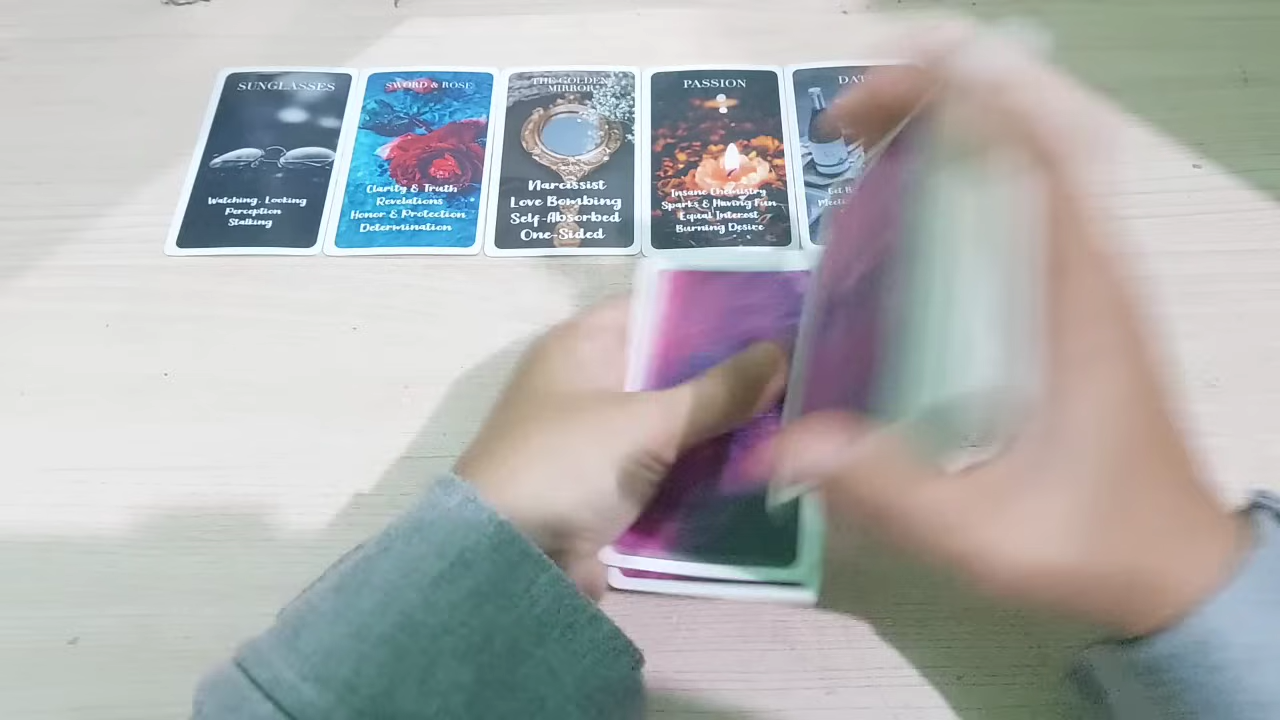 SUNGLASSES
Watching. Looking
Perception
Stalking
SWORD & ROSE
Clarity & Truth
Revelations
Honor & Protection
Determination
THE GOLDEN
MIRROR
Narcissist
Love Bombing
Self-Absorbed
One-Sided
PASSION
Insane Chemistry
Sparks & Having Fun
Equal Interest
Burning Desire